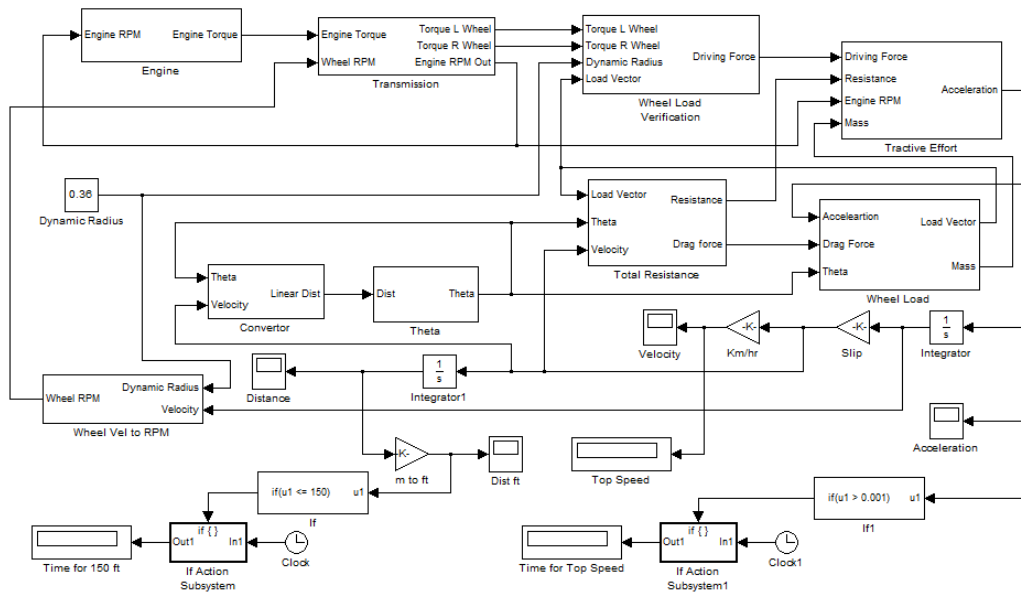 Engine RPM
Engine Torque
Engine
Engine Torque
Wheel RPM
Torque L Wheel
Torque R Wheel
Engine RPM Out
Transmission
Torque L Wheel
Torque R Wheel
Dynamic Radius
Load Vector
Driving Force
Wheel Load
Verification
Driving Force
Resistance
Engine RPM
Mass
Acceleration
Tractive Effort
0.36
Dynamic Radius
Load Vector
Theta
Velocity
Resistance
Drag force
Total Resistance
Acceleartion
Drag Force
Theta
Load Vector
Mass
Wheel Load
Theta
Velocity
Linear Dist
Convertor
Dist
Theta
Theta
Velocity
-K-
Km/hr
-K-
Slip
1
s
Integrator
Distance
1
s
Integrator1
Wheel RPM
Dynamic Radius
Velocity
Wheel Vel to RPM
Acceleration
-K-
m to ft
Dist ft
Top Speed
if(u1 <= 150)
u1
If
if(u1 > 0.001)
u1
If1
Time for 150 ft
if { }
Out1
In1
If Action
Subsystem
Clock
Time for Top Speed
if { }
Out1
In1
If Action
Subsystem1
Clock1